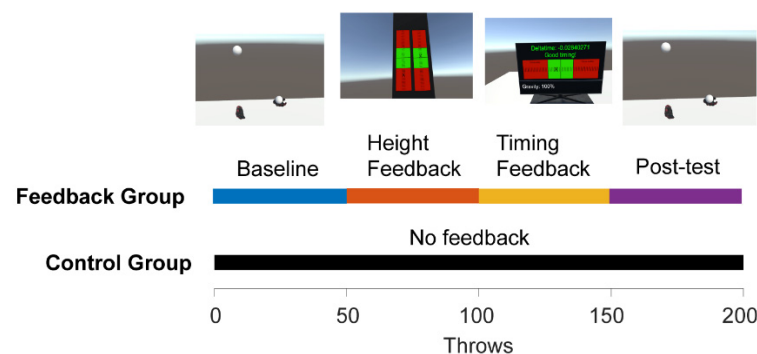 Deltatime: -0.02840271
Good timing!
Gravity: 100%
Baseline
Height
Feedback
Timing
Feedback
Post-test
Feedback Group
No feedback
Control Group
0 50 100 150 200
Throws